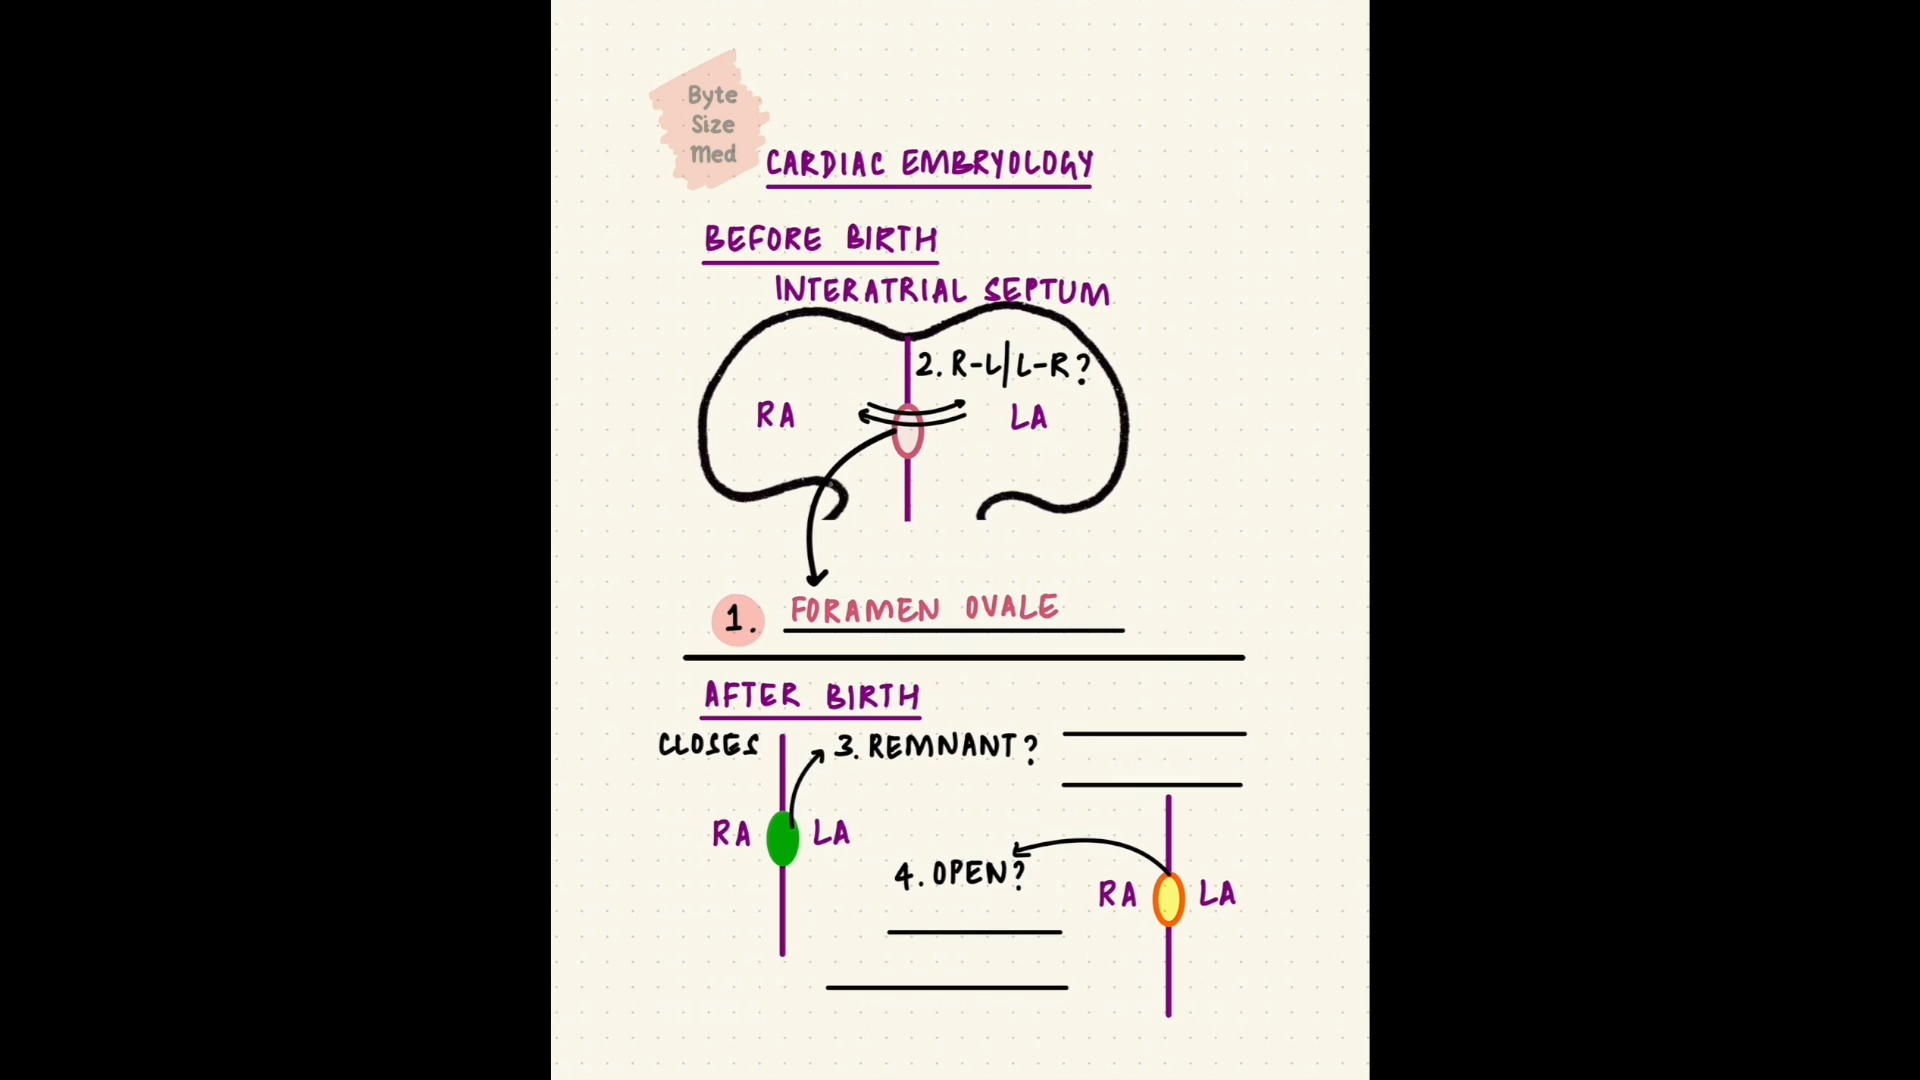 Byte
Size
Med
CARDIAC EMBRYOLOGY
BEFORE BIRTH
INTERATRIAL SEPTUM
2. R-L/L-R?
RA
LA
1. FORAMEN OVALE
AFTER BIRTH
CLOSES
3. REMNANT?
RA
LA
4. OPEN?
RA
LA